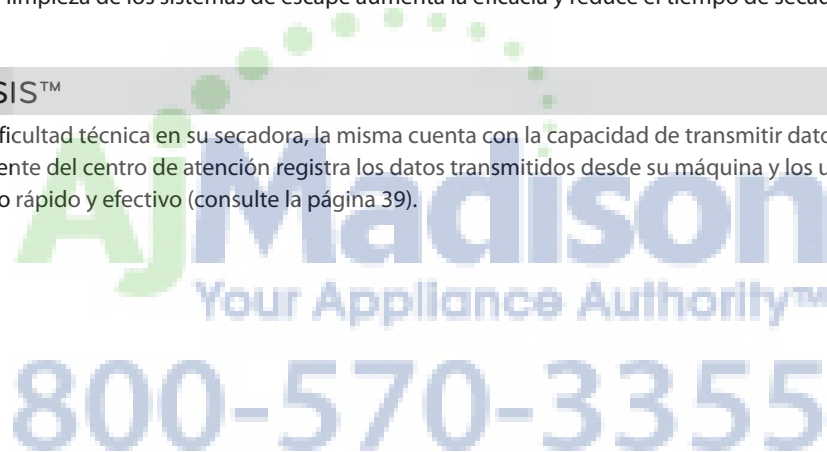 limpieza de los sistemas de escape aumenta la eficacia y reduce el tiempo de
SIS™
ficultad técnica en su secadora, la misma cuenta con la capacidad de transmitir
ente del centro de atención registra los datos transmitidos desde su máquina y los
o rápido y efectivo (consulte la página 39).
AjMadison
Your Appliance Authority™
800-570-3355